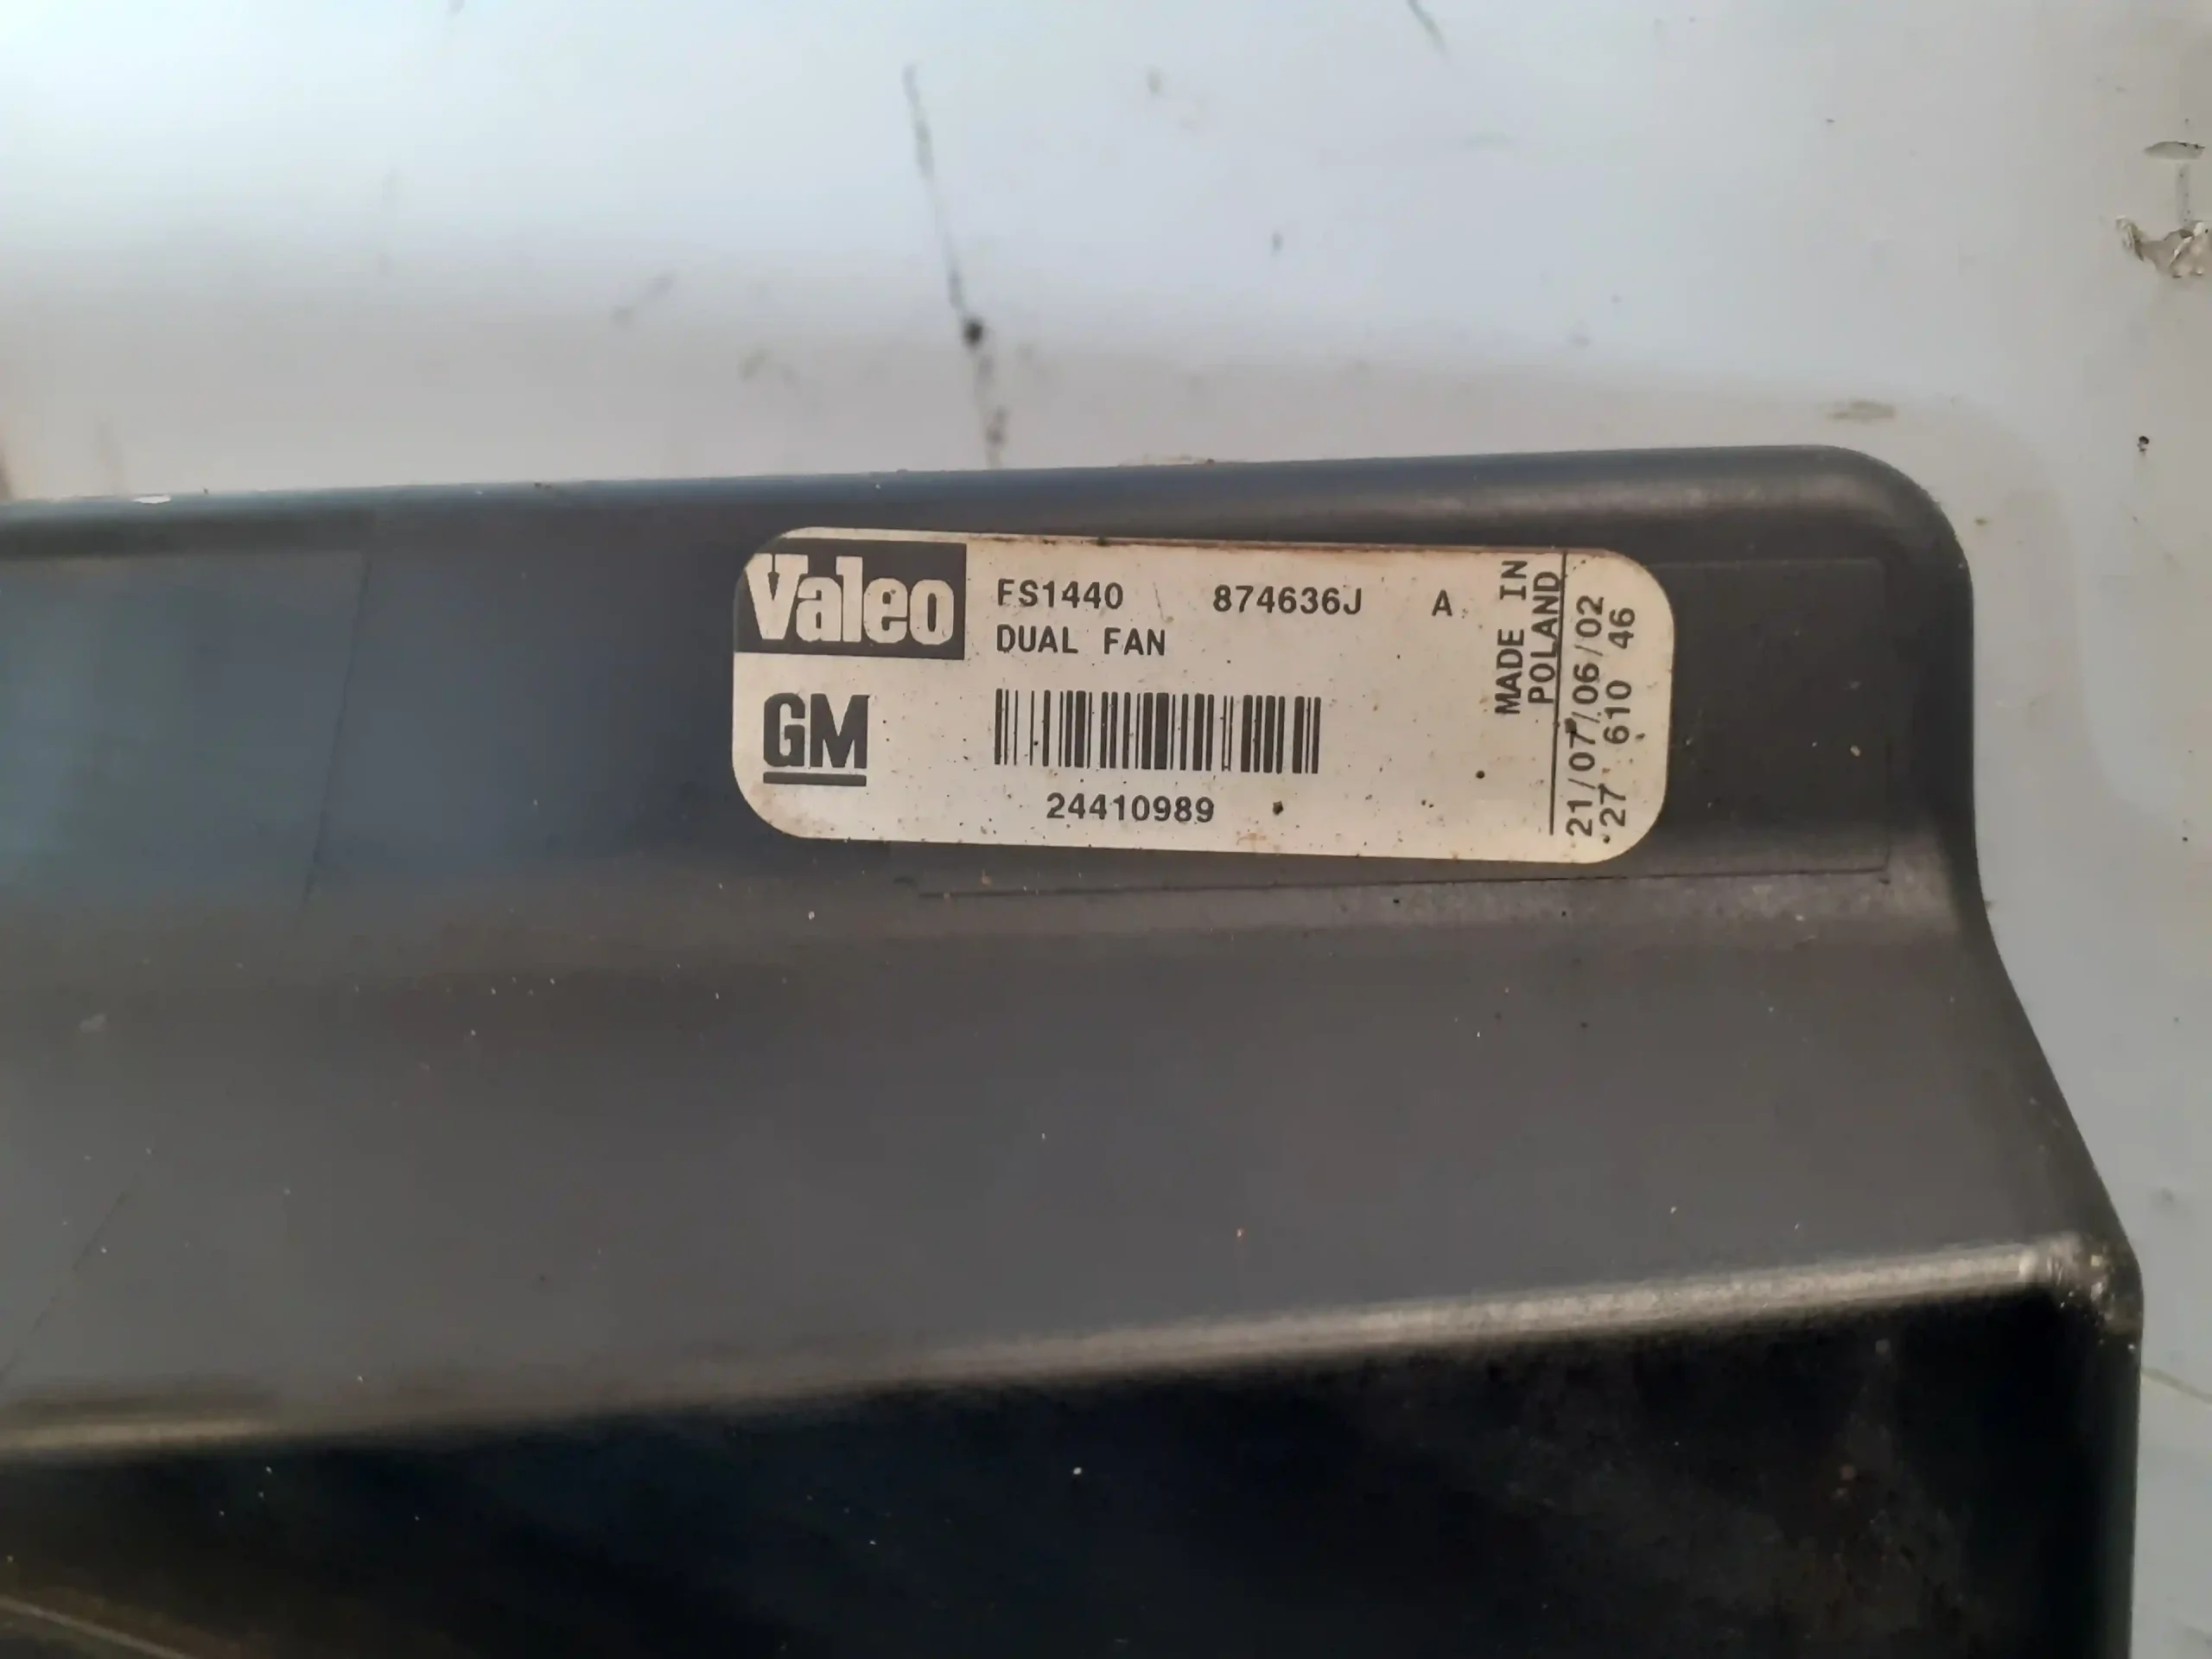 Valeo
FS1440 874636J A
DUAL FAN
GM
24410989
MADE IN
POLAND
21/07/06/02
27 610 46